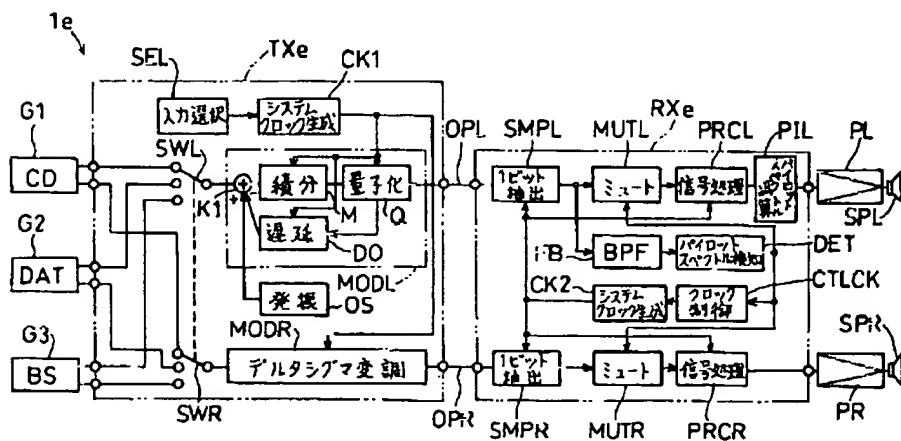 1e
TXe
SEL
CK1
入力選択
システム
クロック生成
G1
CD
SWL
K1
積分
量子化
M
Q
遅延
DO
MODL
発振
OS
G2
DAT
MODR
デルタシグマ変調
G3
BS
SWR
OPL
OPR
RXe
SMPL
MUTL
PRCL
PIL
PL
1ビット
抽出
ミュート
信号処理
SPL
BPF
パイロット
スペクトル検知
DET
CK2
システム
クロック生成
クロック
制御
CTLCK
SPR
1ビット
抽出
ミュート
信号処理
SMPR
MUTR
PRCR
PR